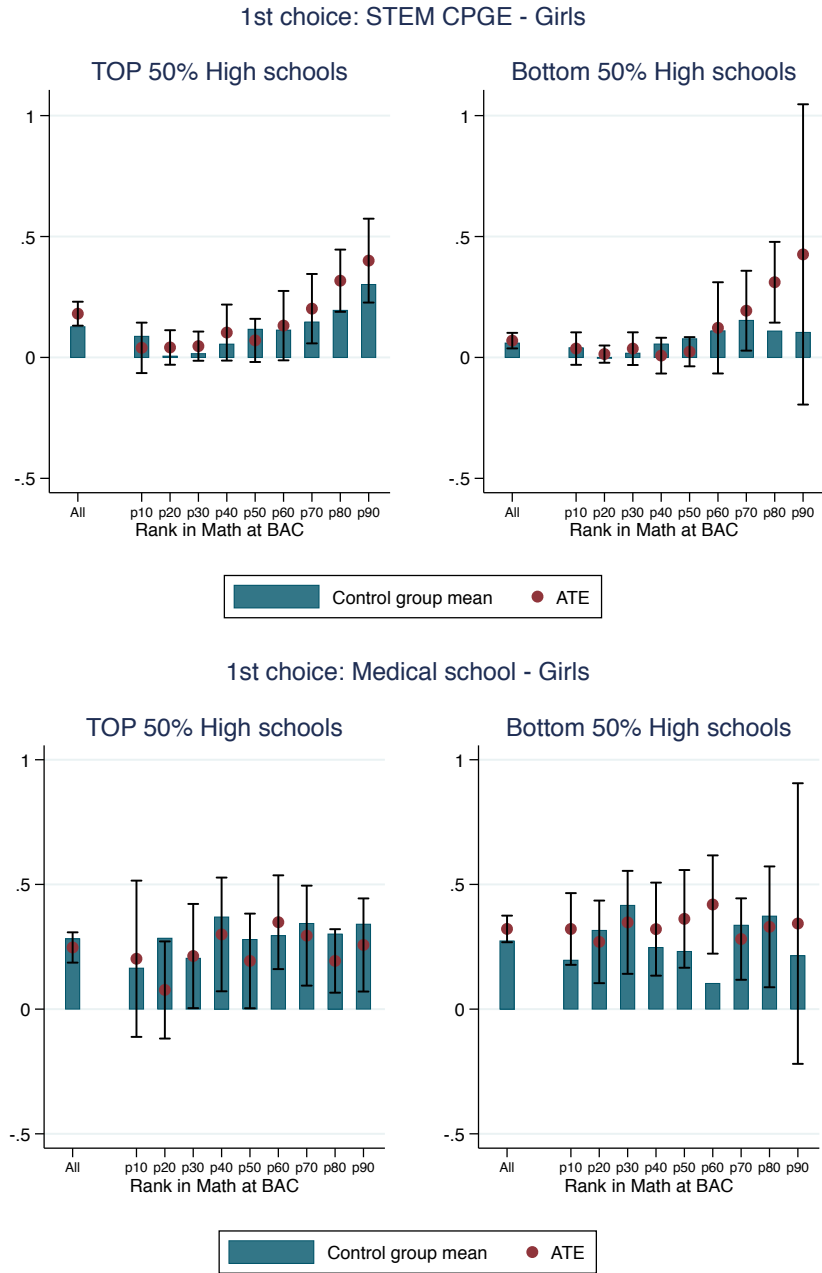 1st choice: STEM CPGE - Girls
TOP 50% High schools
1
.5
0
-.5
All p10 p20 p30 p40 p50 p60 p70 p80 p90
Rank in Math at BAC
Bottom 50% High schools
1
.5
0
-.5
All p10 p20 p30 p40 p50 p60 p70 p80 p90
Rank in Math at BAC
Control group mean ATE
1st choice: Medical school - Girls
TOP 50% High schools
1
.5
0
-.5
All p10 p20 p30 p40 p50 p60 p70 p80 p90
Rank in Math at BAC
Bottom 50% High schools
1
.5
0
-.5
All p10 p20 p30 p40 p50 p60 p70 p80 p90
Rank in Math at BAC
Control group mean ATE